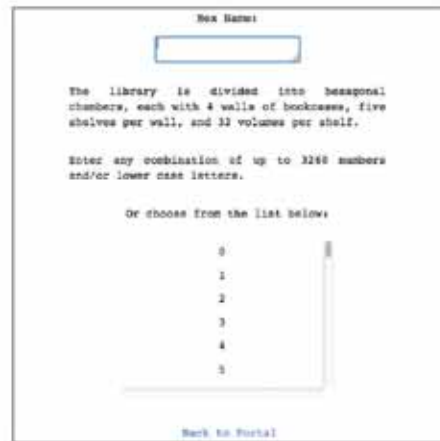 Hex Name:
The library is divided into hexagonal
chambers, each with 4 walls of bookcases, five
shelves per wall, and 32 volumes per shelf.
Enter any combination of up to 3260 numbers
and/or lower case letters.
Or choose from the list below:
0
1
2
3
4
5
Back to Portal